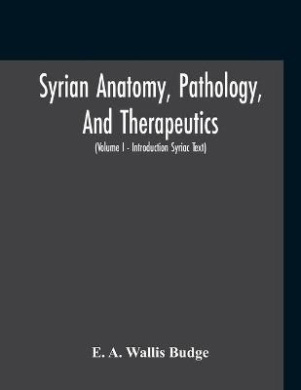 Syrian Anatomy, Pathology,
And Therapeutics
(Volume I - Introduction Syriac Text)
E. A. Wallis Budge